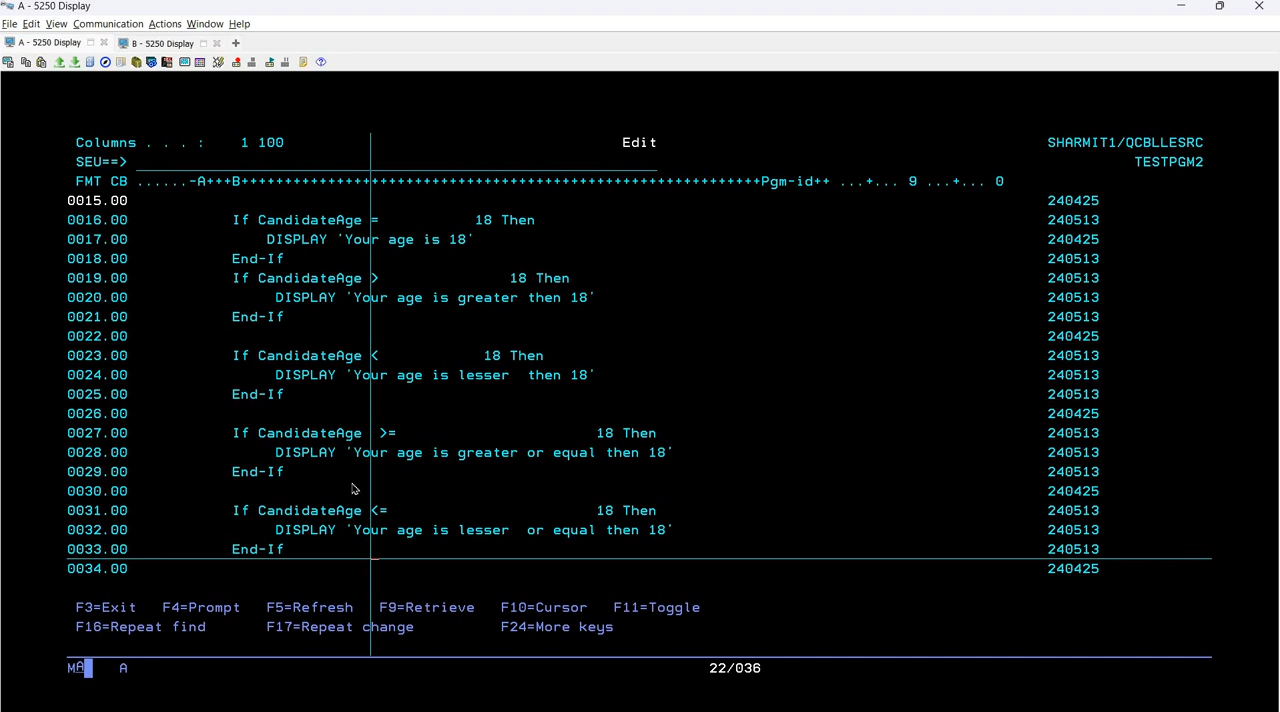 A - 5250 Display
File Edit View Communication Actions Window Help
A - 5250 Display B - 5250 Display +
Columns . . . : 1 100 Edit SHARMIT1/QCBLLESRC
SEU==> TESTPGM2
FMT CB ......-A+++B++++++++++++++++++++++++++++++++++++++++++++++++++++++++++++Pgm-id++ ...+... 9 ...+... 0
0015.00 240425
0016.00 If CandidateAge = 18 Then 240513
0017.00 DISPLAY 'Your age is 18' 240425
0018.00 End-If 240513
0019.00 If CandidateAge > 18 Then 240513
0020.00 DISPLAY 'Your age is greater then 18' 240513
0021.00 End-If 240513
0022.00 240425
0023.00 If CandidateAge < 18 Then 240513
0024.00 DISPLAY 'Your age is lesser then 18' 240513
0025.00 End-If 240513
0026.00 240425
0027.00 If CandidateAge >= 18 Then 240513
0028.00 DISPLAY 'Your age is greater or equal then 18' 240513
0029.00 End-If 240513
0030.00 240425
0031.00 If CandidateAge <= 18 Then 240513
0032.00 DISPLAY 'Your age is lesser or equal then 18' 240513
0033.00 End-If 240513
0034.00 240425
F3=Exit F4=Prompt F5=Refresh F9=Retrieve F10=Cursor F11=Toggle
F16=Repeat find F17=Repeat change F24=More keys
MA A 22/036